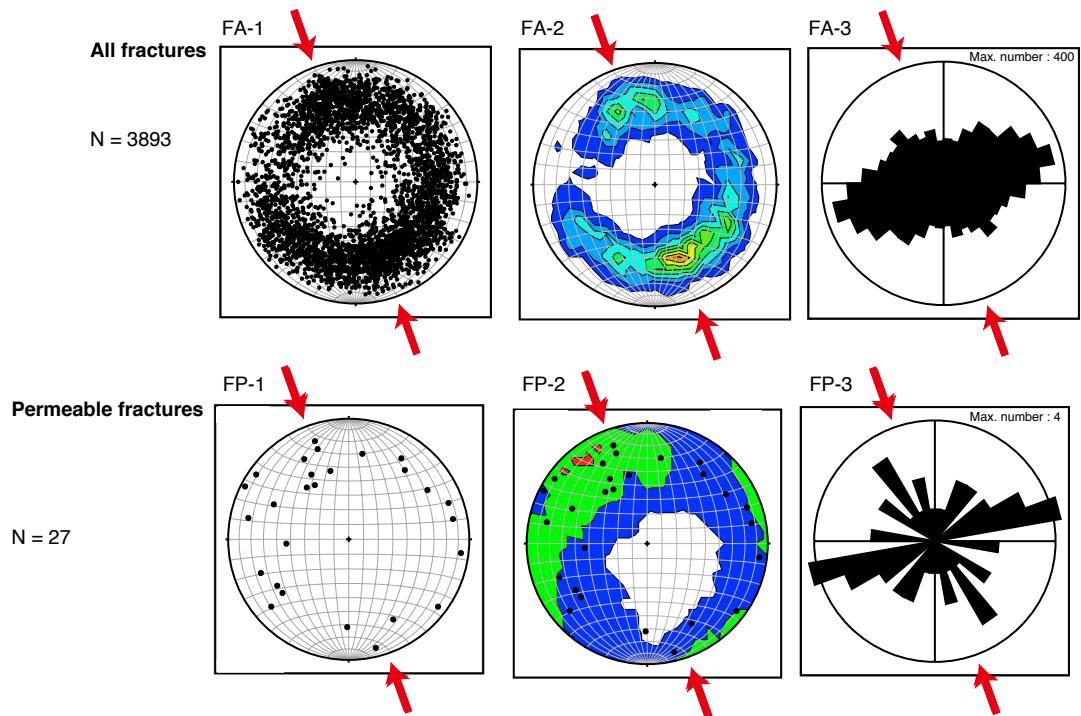 FA-1
FA-2
FA-3
All fractures
Max. number : 400
N = 3893
FP-1
FP-2
FP-3
Permeable fractures
Max. number : 4
N = 27